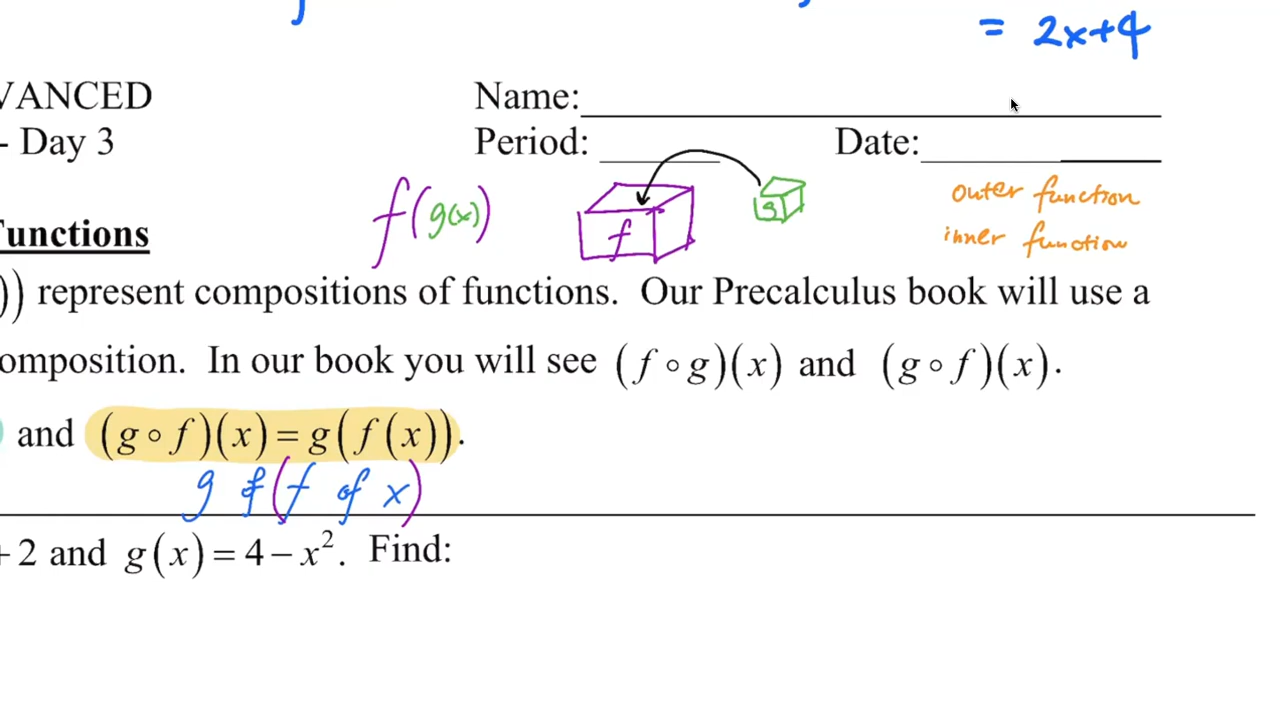 = 2x+4
VANCED Name:
- Day 3 Period: Date:
f(g(x)) f g outer function
inner function
Functions
)) represent compositions of functions. Our Precalculus book will use a
omposition. In our book you will see (f∘g)(x) and (g∘f)(x).
and (g∘f)(x)=g(f(x)).
g of (f of x)
+2 and g(x)=4−x². Find: